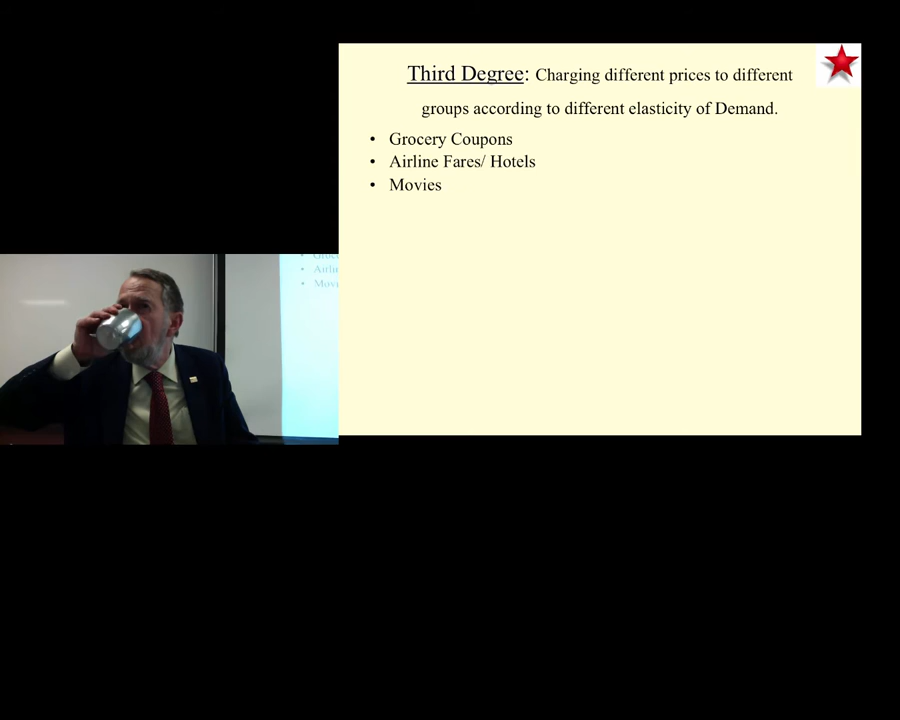 Third Degree: Charging different prices to different
groups according to different elasticity of Demand.
• Grocery Coupons
• Airline Fares/ Hotels
• Movies